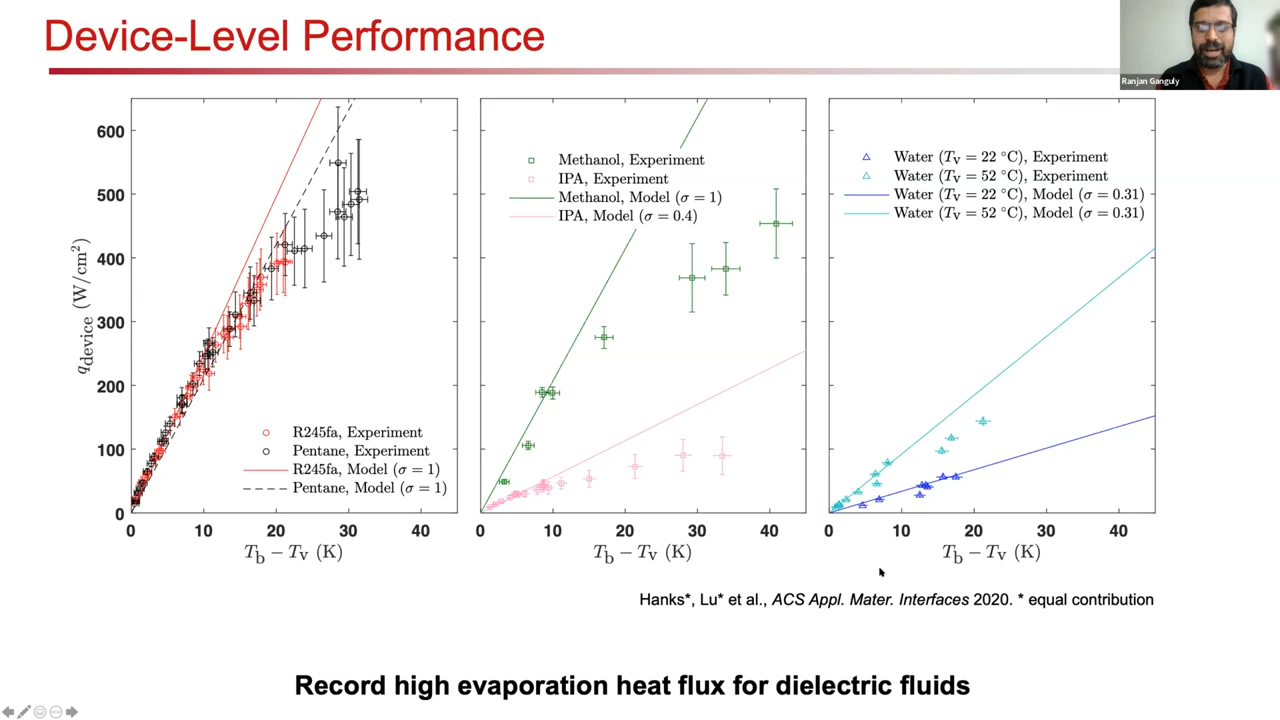 Device-Level Performance
Ranjan Ganguly
600
500
400
300
200
100
0
q_device (W/cm²)
R245fa, Experiment
Pentane, Experiment
R245fa, Model (σ = 1)
Pentane, Model (σ = 1)
0 10 20 30 40
T_b − T_v (K)
Methanol, Experiment
IPA, Experiment
Methanol, Model (σ = 1)
IPA, Model (σ = 0.4)
0 10 20 30 40
T_b − T_v (K)
Water (T_v = 22 °C), Experiment
Water (T_v = 52 °C), Experiment
Water (T_v = 22 °C), Model (σ = 0.31)
Water (T_v = 52 °C), Model (σ = 0.31)
0 10 20 30 40
T_b − T_v (K)
Hanks*, Lu* et al., ACS Appl. Mater. Interfaces 2020. * equal contribution
Record high evaporation heat flux for dielectric fluids